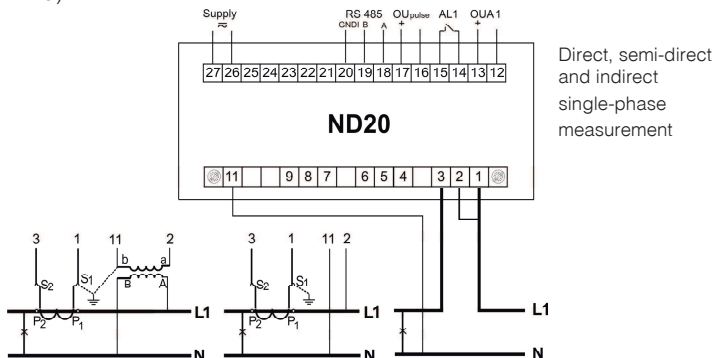 Supply RS 485 OUpulse AL1 OUA1
≂ GND B A + +
27 26 25 24 23 22 21 20 19 18 17 16 15 14 13 12
Direct, semi-direct
and indirect
single-phase
measurement
ND20
11 9 8 7 6 5 4 3 2 1
3 1 11 2 3 1 11 2
b a
S2 S1 B A S2 S1
P2 P1 L1 P2 P1 L1 L1
N N N